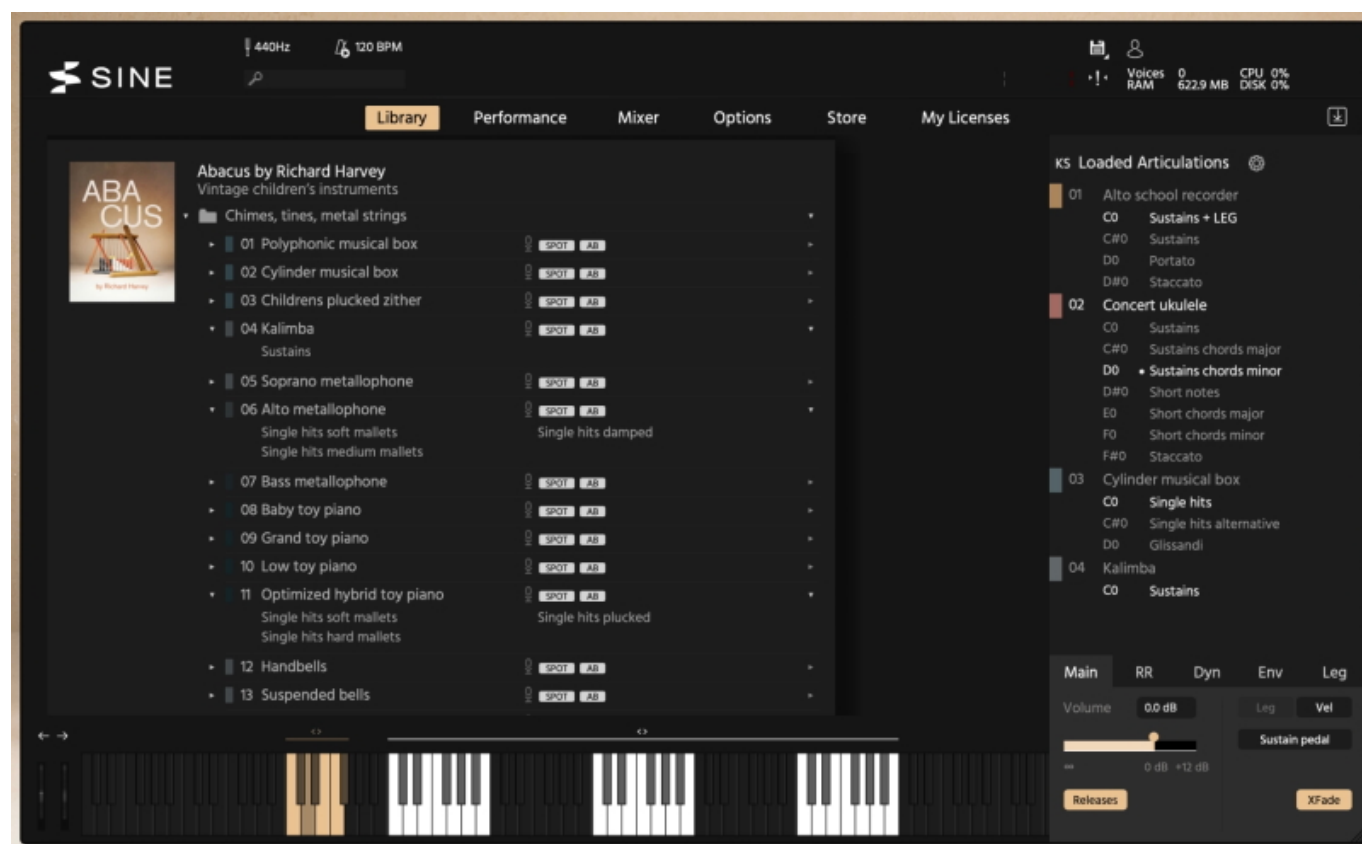 440Hz 120 BPM
SINE
Voices 0 CPU 0%
RAM 622.9 MB DISK 0%
Library Performance Mixer Options Store My Licenses
ABA
CUS
by Richard Harvey
Abacus by Richard Harvey
Vintage children's instruments
Chimes, tines, metal strings
01 Polyphonic musical box SPOT AB
02 Cylinder musical box SPOT AB
03 Childrens plucked zither SPOT AB
04 Kalimba SPOT AB
Sustains
05 Soprano metallophone SPOT AB
06 Alto metallophone SPOT AB
Single hits soft mallets Single hits damped
Single hits medium mallets
07 Bass metallophone SPOT AB
08 Baby toy piano SPOT AB
09 Grand toy piano SPOT AB
10 Low toy piano SPOT AB
11 Optimized hybrid toy piano SPOT AB
Single hits soft mallets Single hits plucked
Single hits hard mallets
12 Handbells SPOT AB
13 Suspended bells SPOT AB
KS Loaded Articulations
01 Alto school recorder
C0 Sustains + LEG
C#0 Sustains
D0 Portato
D#0 Staccato
02 Concert ukulele
C0 Sustains
C#0 Sustains chords major
D0 • Sustains chords minor
D#0 Short notes
E0 Short chords major
F0 Short chords minor
F#0 Staccato
03 Cylinder musical box
C0 Single hits
C#0 Single hits alternative
D0 Glissandi
04 Kalimba
C0 Sustains
Main RR Dyn Env Leg
Volume 0.0 dB Leg Vel
Sustain pedal
-∞ 0 dB +12 dB
Releases XFade